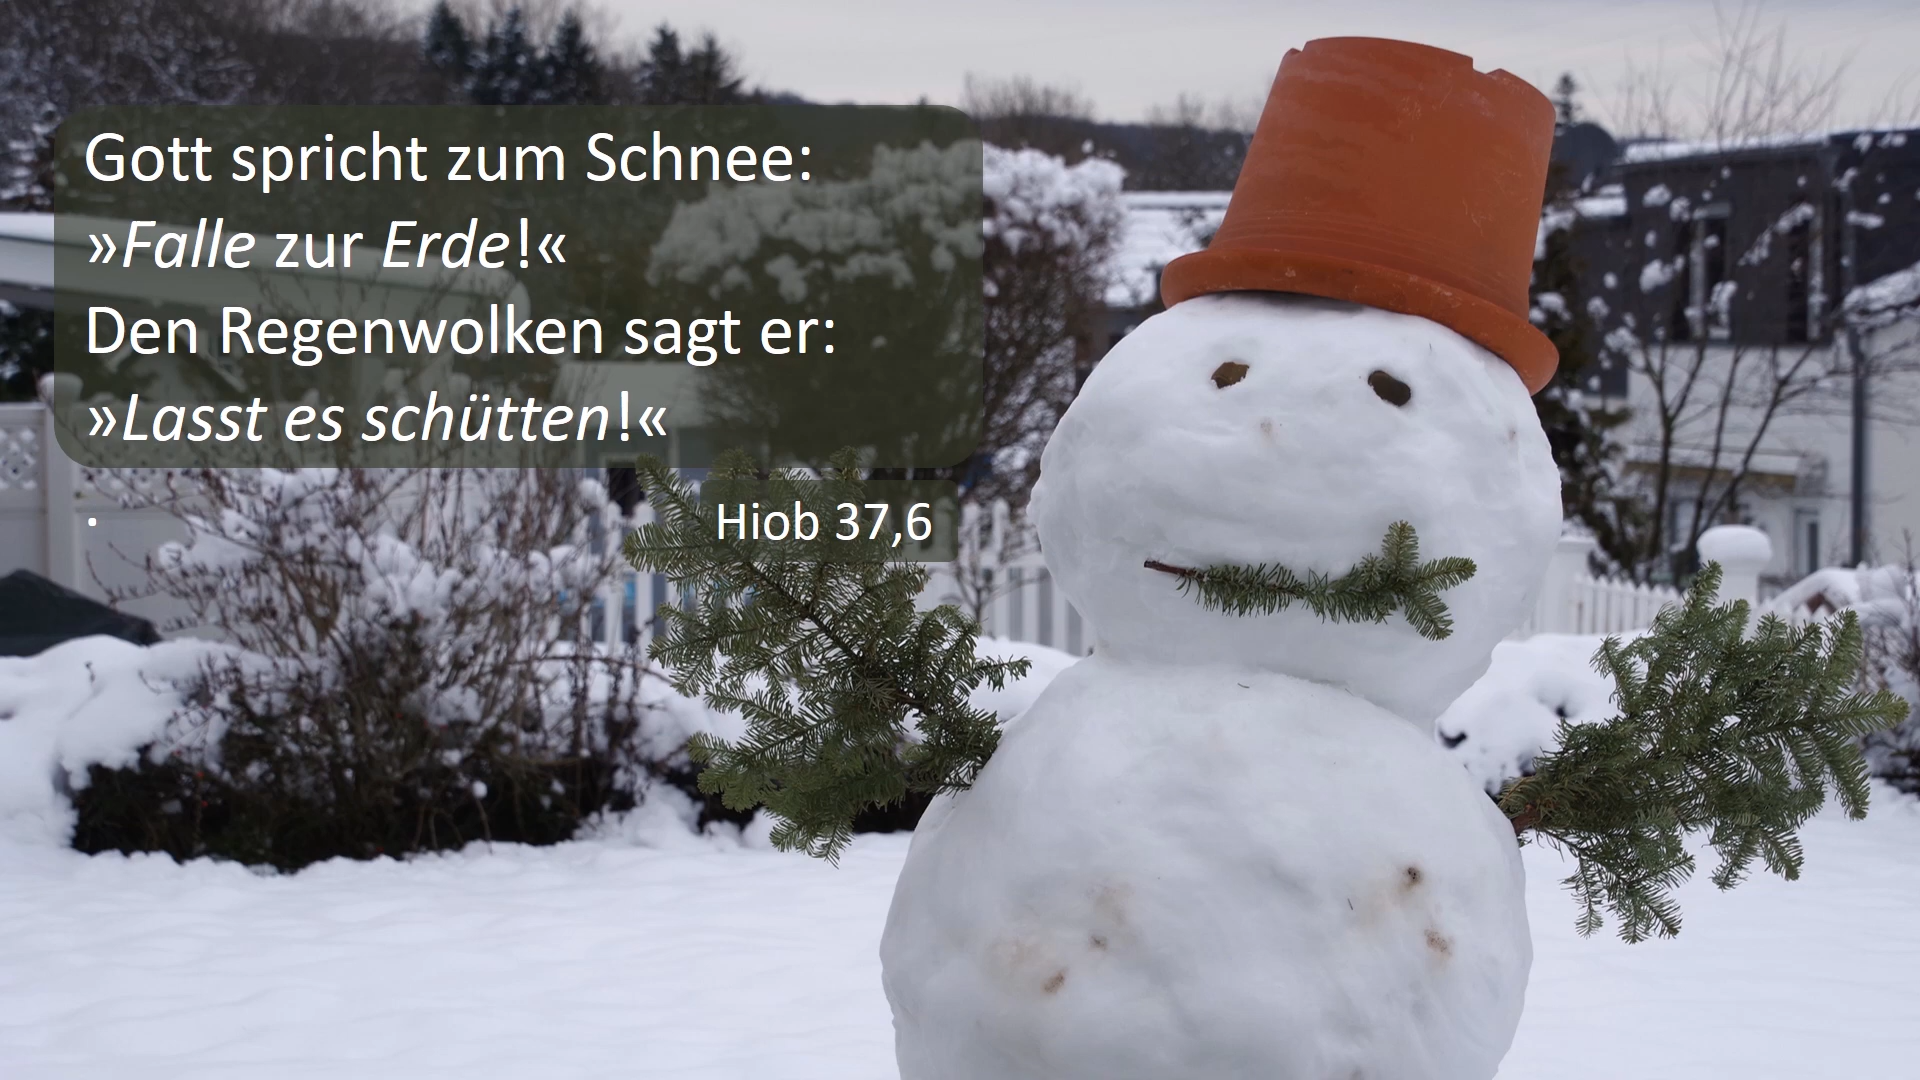 Gott spricht zum Schnee:
»Falle zur Erde!«
Den Regenwolken sagt er:
»Lasst es schütten!«
.
Hiob 37,6